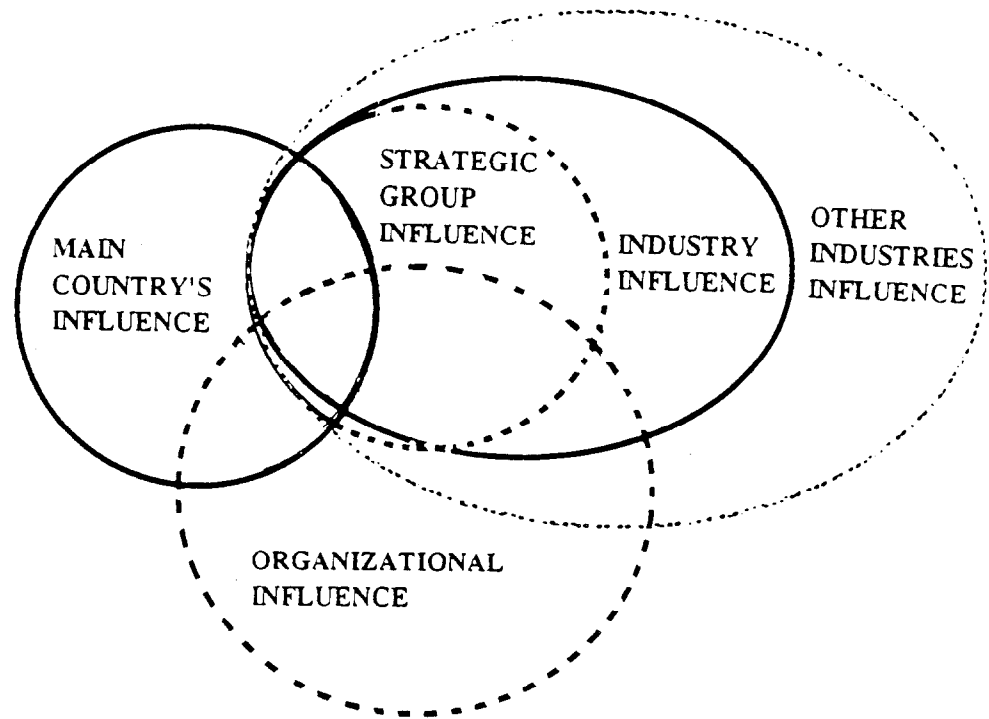 STRATEGIC
GROUP
INFLUENCE
MAIN
COUNTRY'S
INFLUENCE
INDUSTRY
INFLUENCE
OTHER
INDUSTRIES
INFLUENCE
ORGANIZATIONAL
INFLUENCE